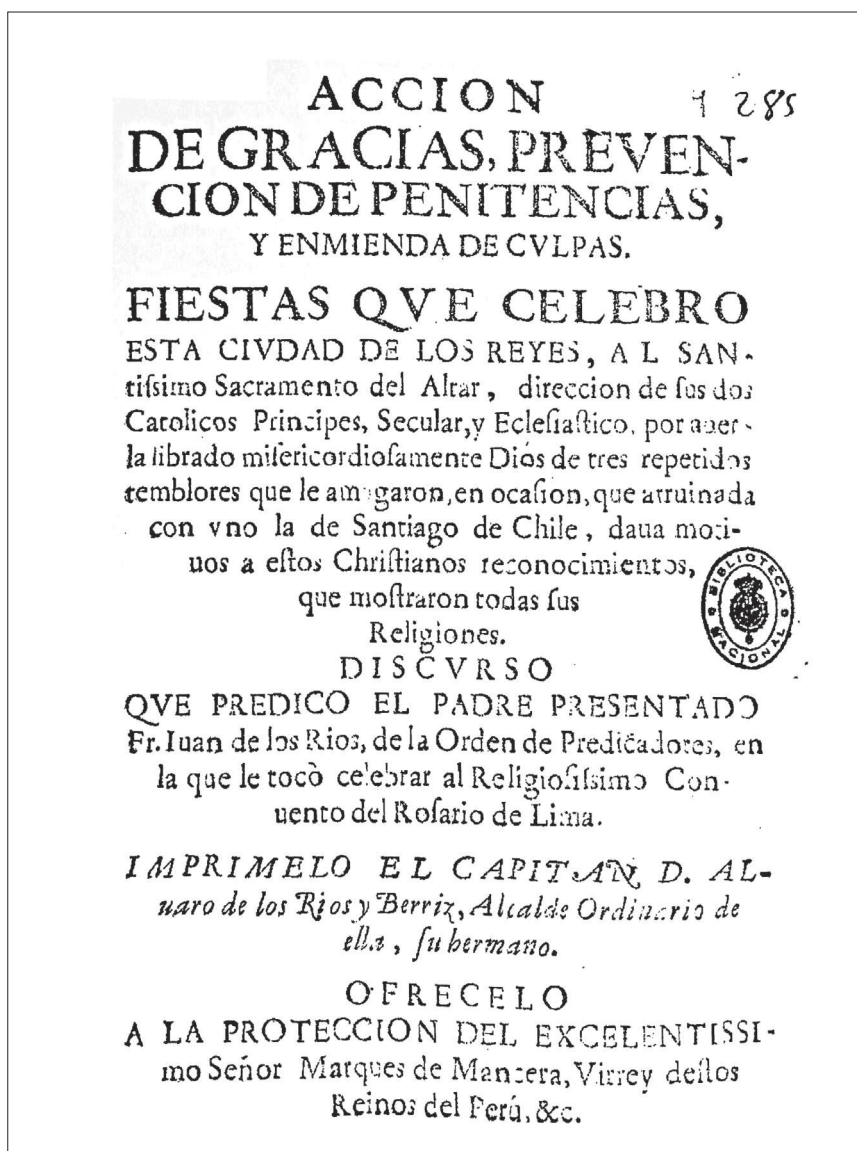 ACCION
1 285
DE GRACIAS, PREVEN-
CION DE PENITENCIAS,
Y ENMIENDA DE CVLPAS.
FIESTAS QVE CELEBRO
ESTA CIVDAD DE LOS REYES, AL SAN-
tiſsimo Sacramento del Altar, direccion de ſus dos
Catolicos Principes, Secular, y Ecleſiaſtico, por auer-
la librado miſericordioſamente Dios de tres repetidos
temblores que le amagaron, en ocaſion, que arruinada
con vno la de Santiago de Chile, daua moti-
uos a eſtos Chriſtianos reconocimientos,
que moſtraron todas ſus
Religiones.
BIBLIOTECA NACIONAL
DISCVRSO
QVE PREDICO EL PADRE PRESENTADO
Fr. Iuan de los Rios, de la Orden de Predicadores, en
la que le tocò celebrar al Religioſiſsimo Con-
uento del Roſario de Lima.
IMPRIMELO EL CAPITAN D. AL-
uaro de los Rios y Berriz, Alcalde Ordinario de
ella, ſu hermano.
OFRECELO
A LA PROTECCION DEL EXCELENTISSI-
mo Señor Marques de Mancera, Virrey deſtos
Reinos del Perú, &c.